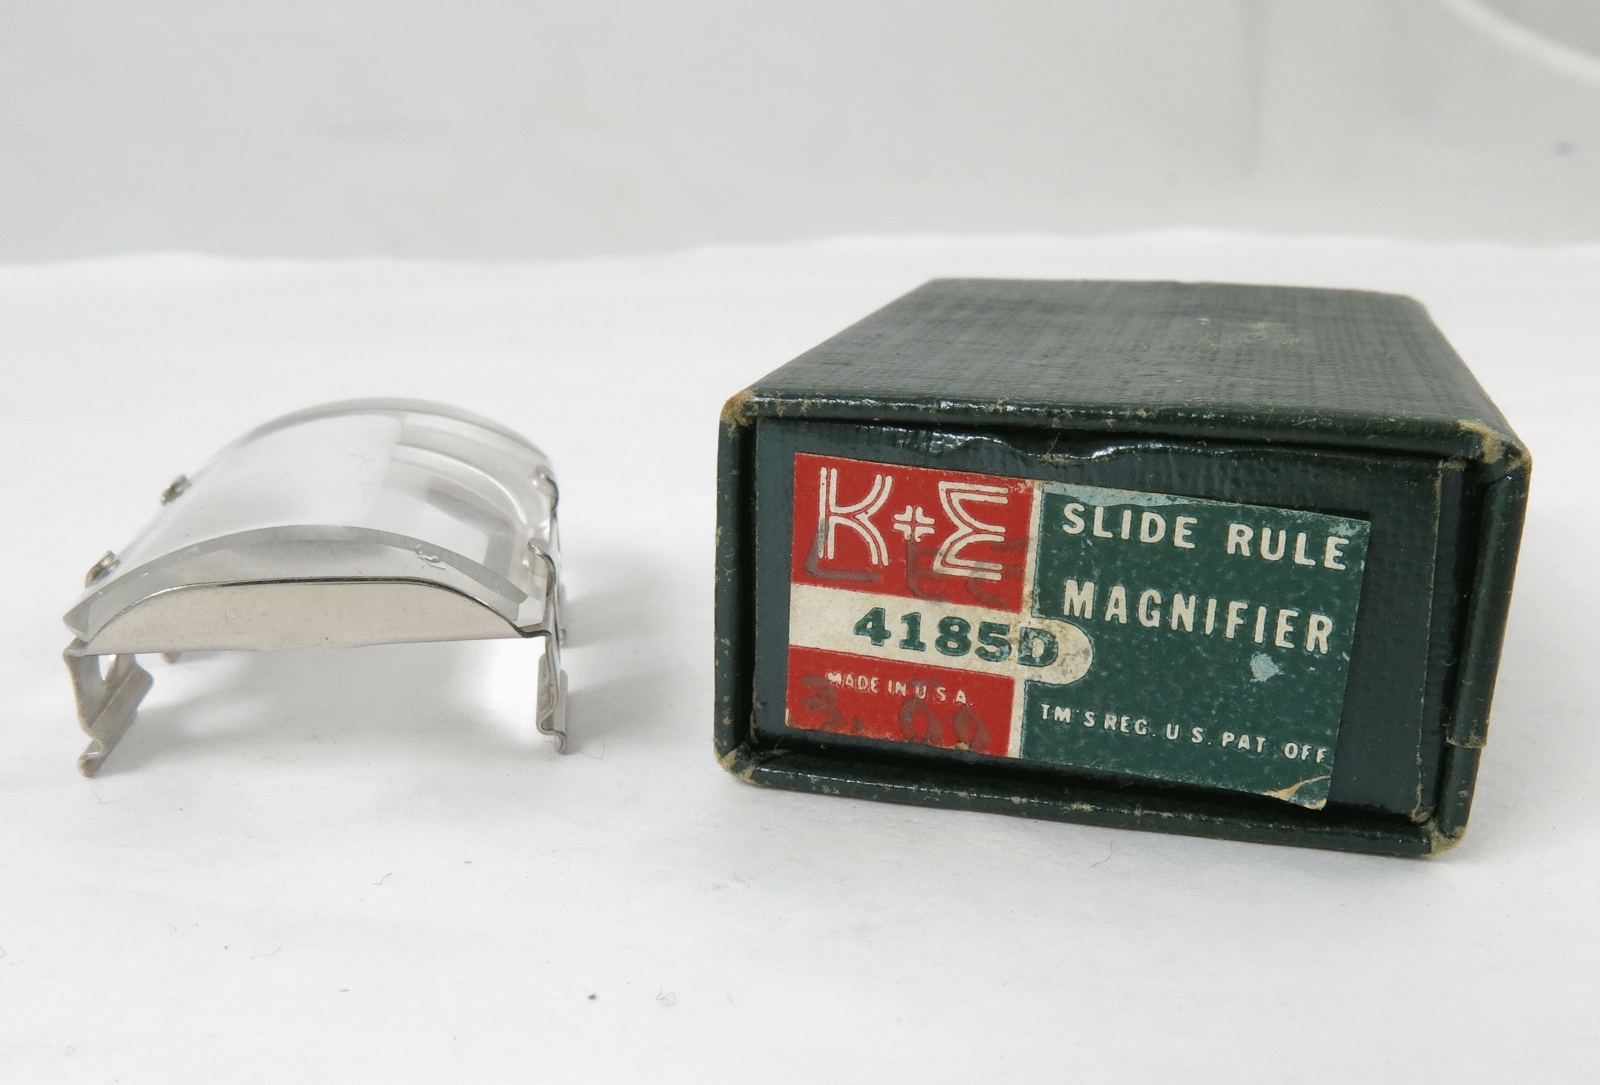 K+E
4185D
MADE IN U.S.A.
SLIDE RULE
MAGNIFIER
TM'S REG. U.S. PAT. OFF.